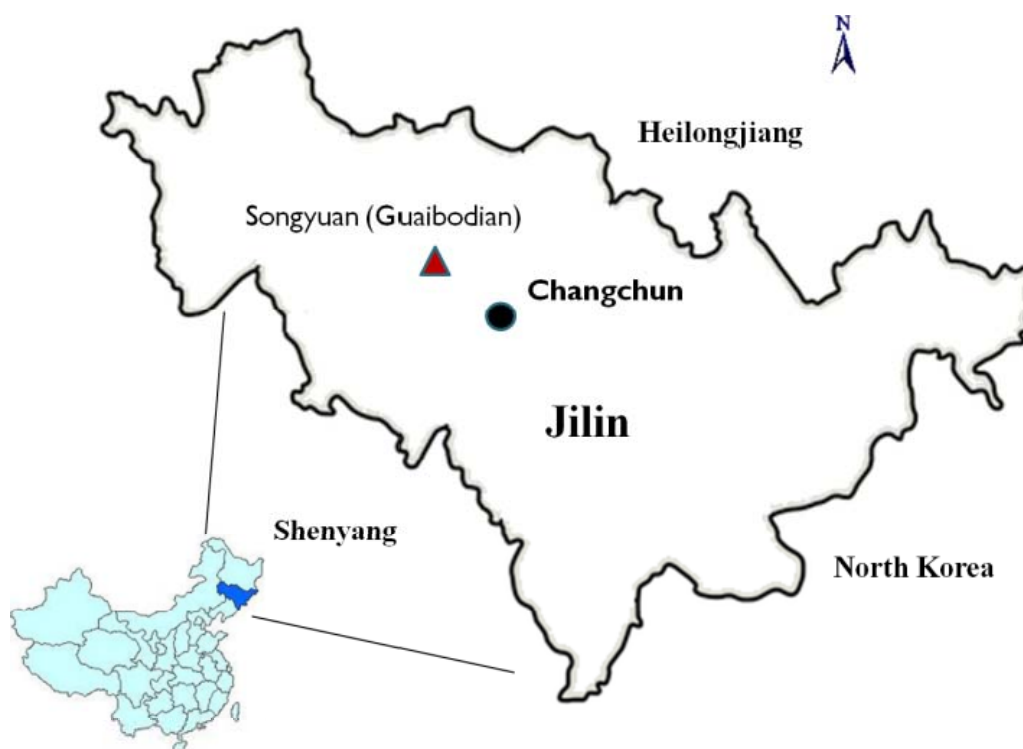 N
Heilongjiang
Songyuan (Guaibodian)
Changchun
Jilin
Shenyang
North Korea